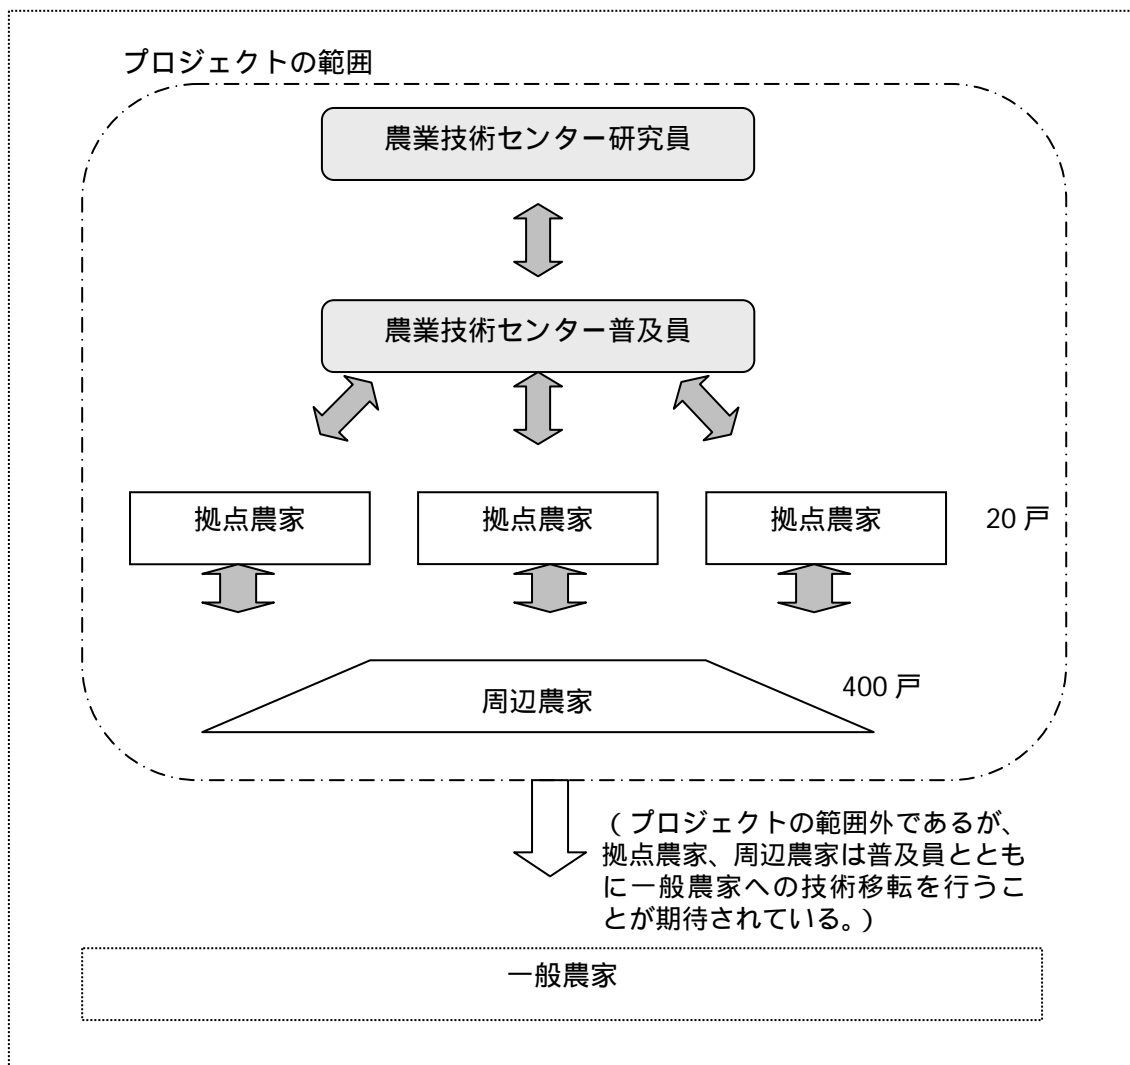 プロジェクトの範囲
農業技術センター研究員
農業技術センター普及員
拠点農家 拠点農家 拠点農家 20 戸
周辺農家 400 戸
(プロジェクトの範囲外であるが、
拠点農家、周辺農家は普及員ととも
に一般農家への技術移転を行うこ
とが期待されている。)
一般農家